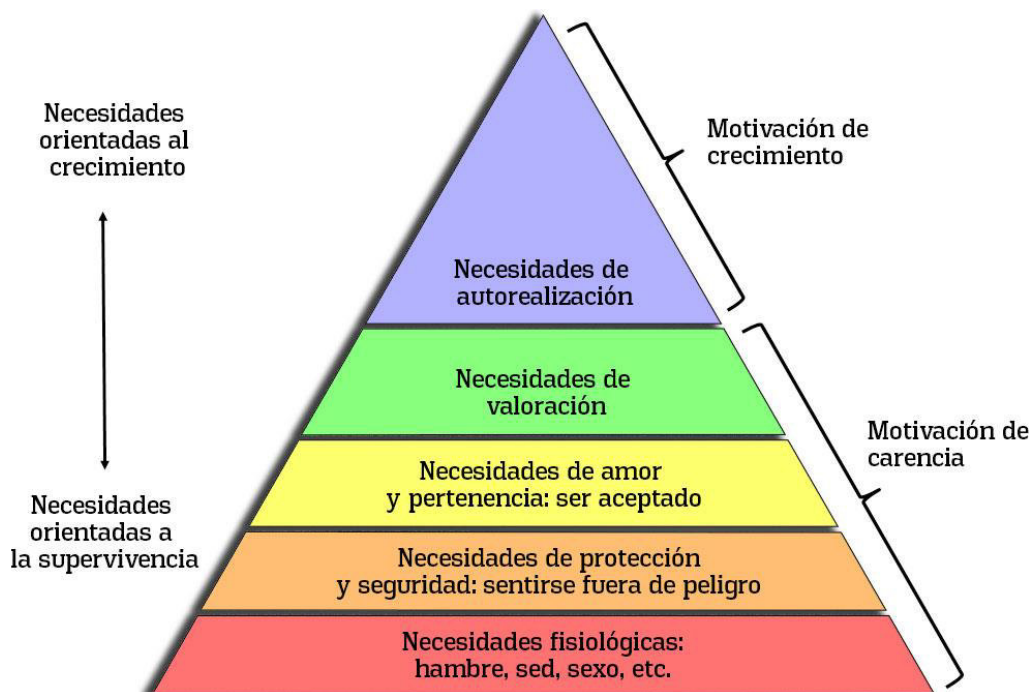 Necesidades
orientadas al
crecimiento
Motivación de
crecimiento
Necesidades de
autorealización
Necesidades de
valoración
Motivación de
carencia
Necesidades de amor
y pertenencia: ser aceptado
Necesidades
orientadas a
la supervivencia
Necesidades de protección
y seguridad: sentirse fuera de peligro
Necesidades fisiológicas:
hambre, sed, sexo, etc.